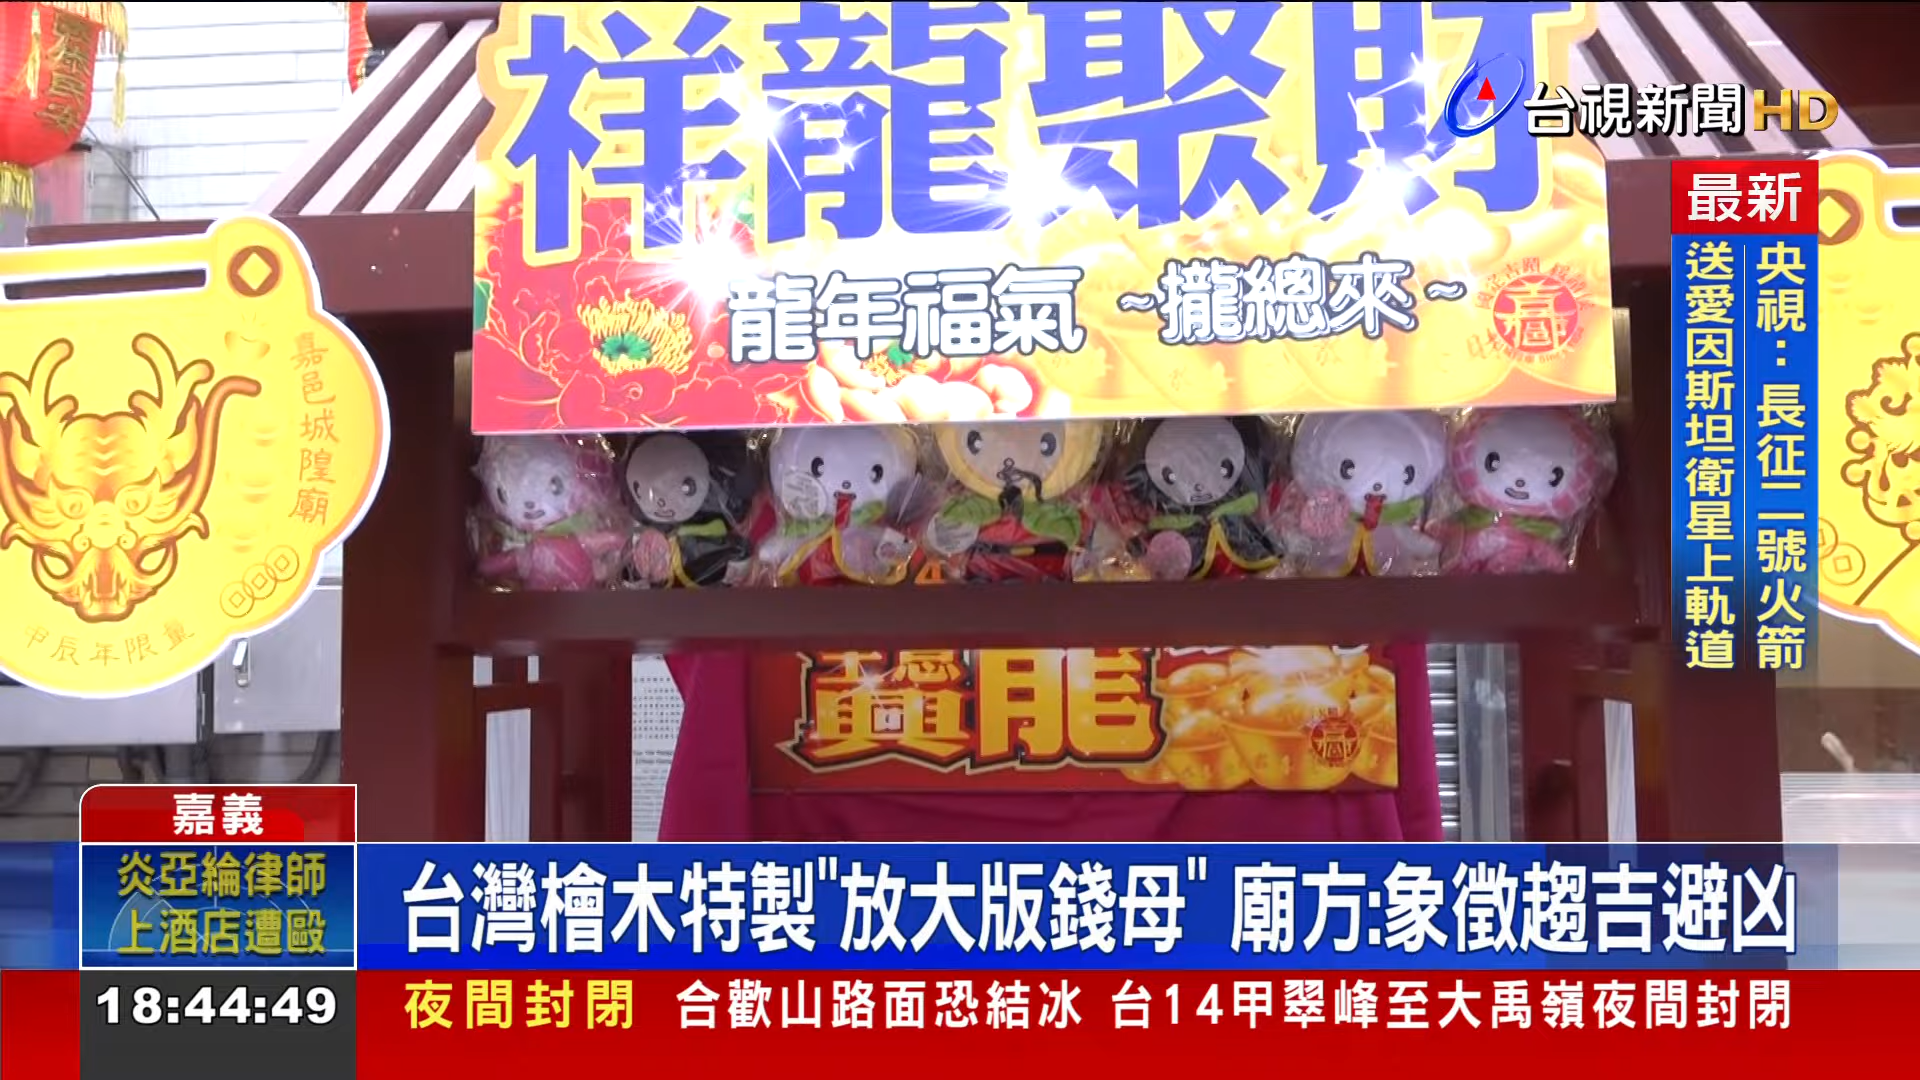 祥龍聚財
台視新聞HD
龍年福氣 ~攏總來~
嘉邑城隍廟
甲辰年限量
興龍
最新
央視：長征二號火箭
送愛因斯坦衛星上軌道
嘉義
炎亞綸律師
上酒店遭毆
台灣檜木特製"放大版錢母" 廟方:象徵趨吉避凶
18:44:49
夜間封閉 合歡山路面恐結冰 台14甲翠峰至大禹嶺夜間封閉